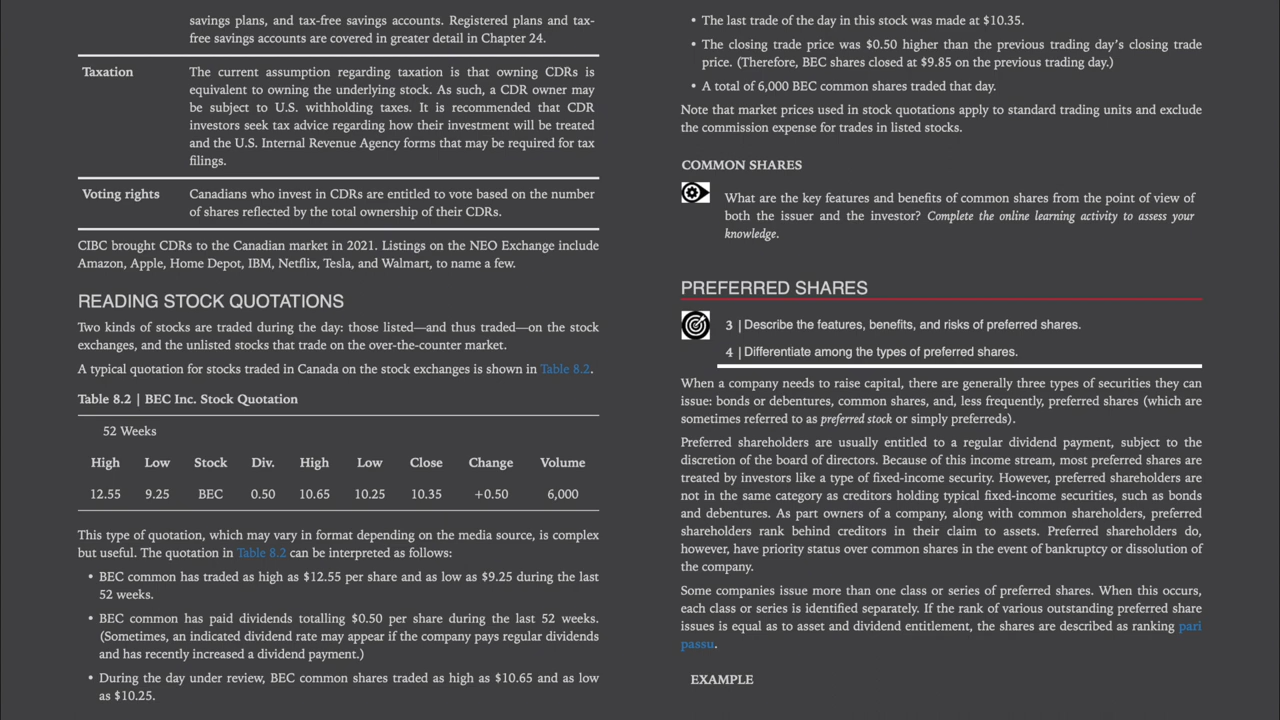 savings plans, and tax-free savings accounts. Registered plans and tax-
free savings accounts are covered in greater detail in Chapter 24.
Taxation
The current assumption regarding taxation is that owning CDRs is
equivalent to owning the underlying stock. As such, a CDR owner may
be subject to U.S. withholding taxes. It is recommended that CDR
investors seek tax advice regarding how their investment will be treated
and the U.S. Internal Revenue Agency forms that may be required for tax
filings.
Voting rights
Canadians who invest in CDRs are entitled to vote based on the number
of shares reflected by the total ownership of their CDRs.
CIBC brought CDRs to the Canadian market in 2021. Listings on the NEO Exchange include
Amazon, Apple, Home Depot, IBM, Netflix, Tesla, and Walmart, to name a few.
READING STOCK QUOTATIONS
Two kinds of stocks are traded during the day: those listed—and thus traded—on the stock
exchanges, and the unlisted stocks that trade on the over-the-counter market.
A typical quotation for stocks traded in Canada on the stock exchanges is shown in Table 8.2.
Table 8.2 | BEC Inc. Stock Quotation
52 Weeks
High Low Stock Div. High Low Close Change Volume
12.55 9.25 BEC 0.50 10.65 10.25 10.35 +0.50 6,000
This type of quotation, which may vary in format depending on the media source, is complex
but useful. The quotation in Table 8.2 can be interpreted as follows:
• BEC common has traded as high as $12.55 per share and as low as $9.25 during the last
52 weeks.
• BEC common has paid dividends totalling $0.50 per share during the last 52 weeks.
(Sometimes, an indicated dividend rate may appear if the company pays regular dividends
and has recently increased a dividend payment.)
• During the day under review, BEC common shares traded as high as $10.65 and as low
as $10.25.
• The last trade of the day in this stock was made at $10.35.
• The closing trade price was $0.50 higher than the previous trading day's closing trade
price. (Therefore, BEC shares closed at $9.85 on the previous trading day.)
• A total of 6,000 BEC common shares traded that day.
Note that market prices used in stock quotations apply to standard trading units and exclude
the commission expense for trades in listed stocks.
COMMON SHARES
What are the key features and benefits of common shares from the point of view of
both the issuer and the investor? Complete the online learning activity to assess your
knowledge.
PREFERRED SHARES
3 | Describe the features, benefits, and risks of preferred shares.
4 | Differentiate among the types of preferred shares.
When a company needs to raise capital, there are generally three types of securities they can
issue: bonds or debentures, common shares, and, less frequently, preferred shares (which are
sometimes referred to as preferred stock or simply preferreds).
Preferred shareholders are usually entitled to a regular dividend payment, subject to the
discretion of the board of directors. Because of this income stream, most preferred shares are
treated by investors like a type of fixed-income security. However, preferred shareholders are
not in the same category as creditors holding typical fixed-income securities, such as bonds
and debentures. As part owners of a company, along with common shareholders, preferred
shareholders rank behind creditors in their claim to assets. Preferred shareholders do,
however, have priority status over common shares in the event of bankruptcy or dissolution of
the company.
Some companies issue more than one class or series of preferred shares. When this occurs,
each class or series is identified separately. If the rank of various outstanding preferred share
issues is equal as to asset and dividend entitlement, the shares are described as ranking pari
passu.
EXAMPLE